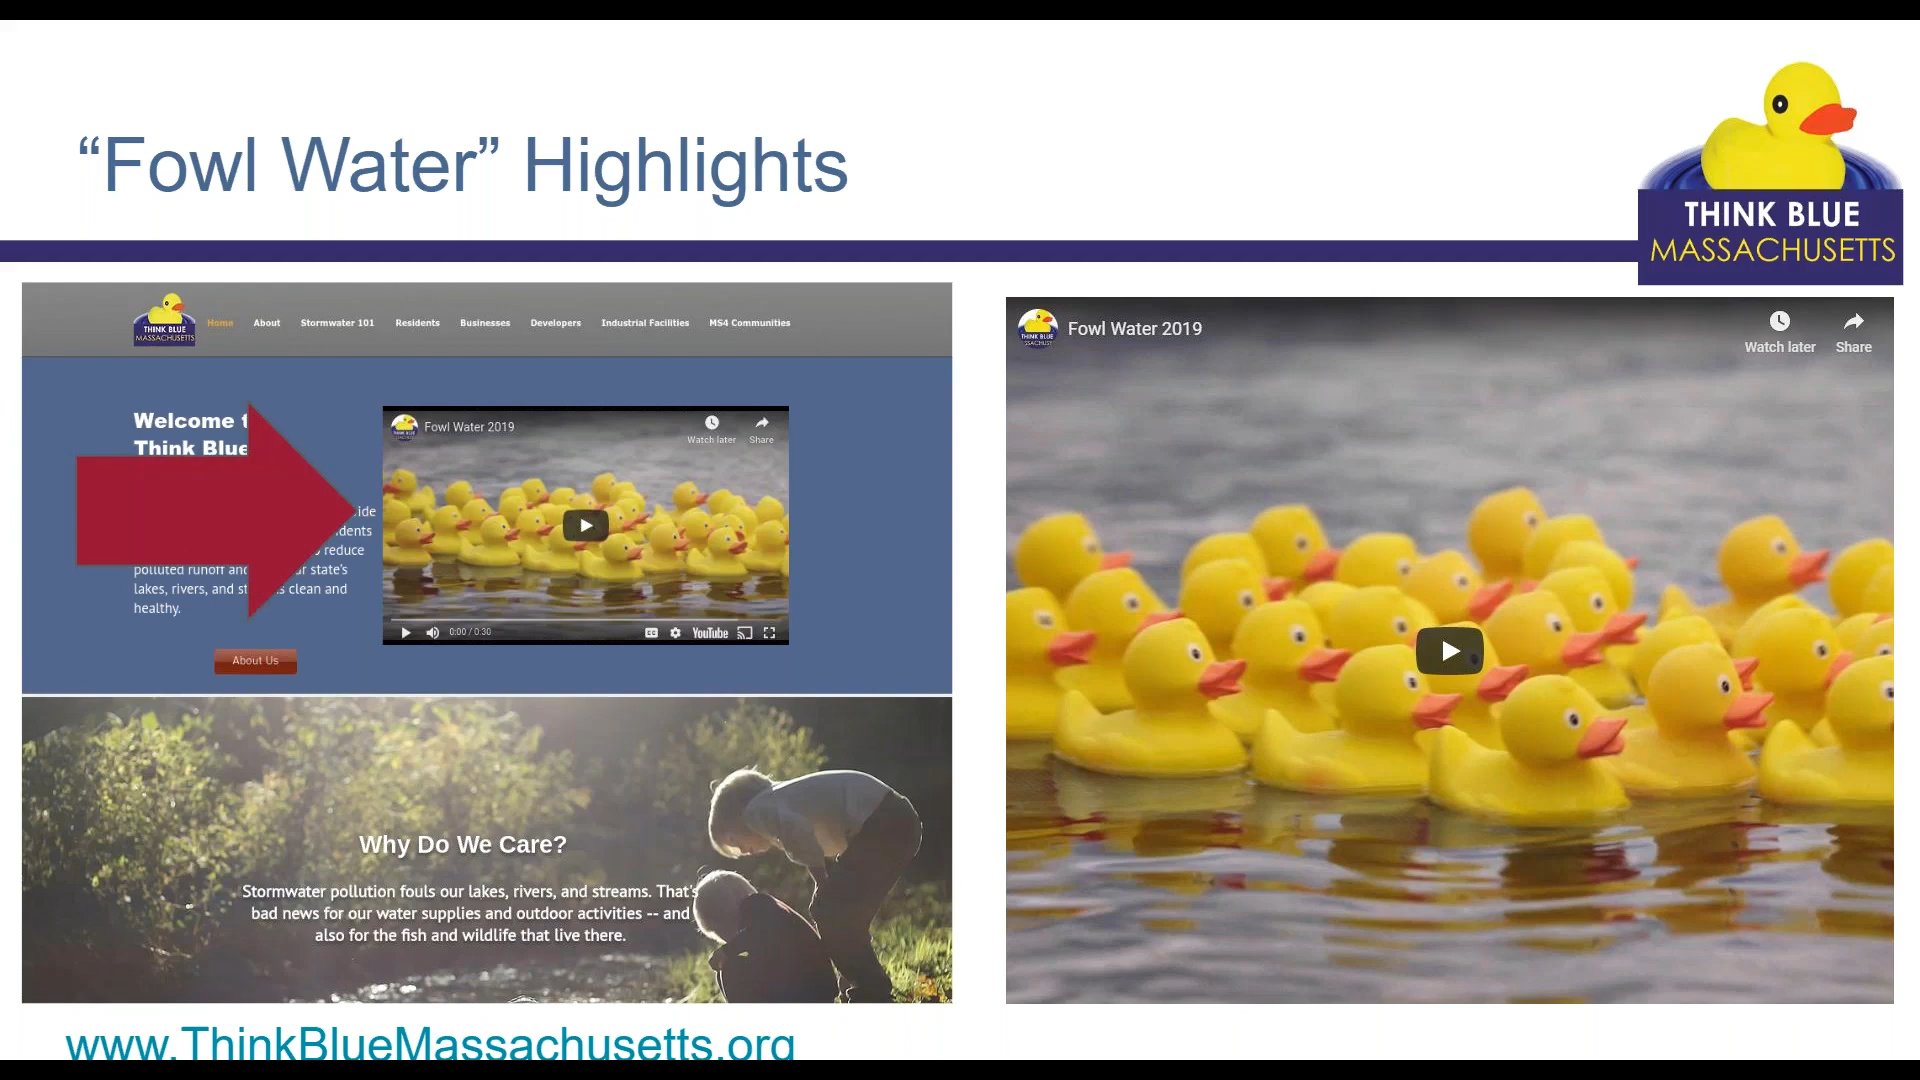 “Fowl Water” Highlights
THINK BLUE
MASSACHUSETTS
THINK BLUE
MASSACHUSETTS
Home About Stormwater 101 Residents Businesses Developers Industrial Facilities MS4 Communities
Welcome t
Think Blue
ide
idents
reduce
polluted runoff and r state's
lakes, rivers, and st s clean and
healthy.
About Us
Fowl Water 2019
Watch later Share
0:00 / 0:30
CC
YouTube
Why Do We Care?
Stormwater pollution fouls our lakes, rivers, and streams. That's
bad news for our water supplies and outdoor activities -- and
also for the fish and wildlife that live there.
THINK BLUE
Fowl Water 2019
Watch later Share
www.ThinkBlueMassachusetts.org